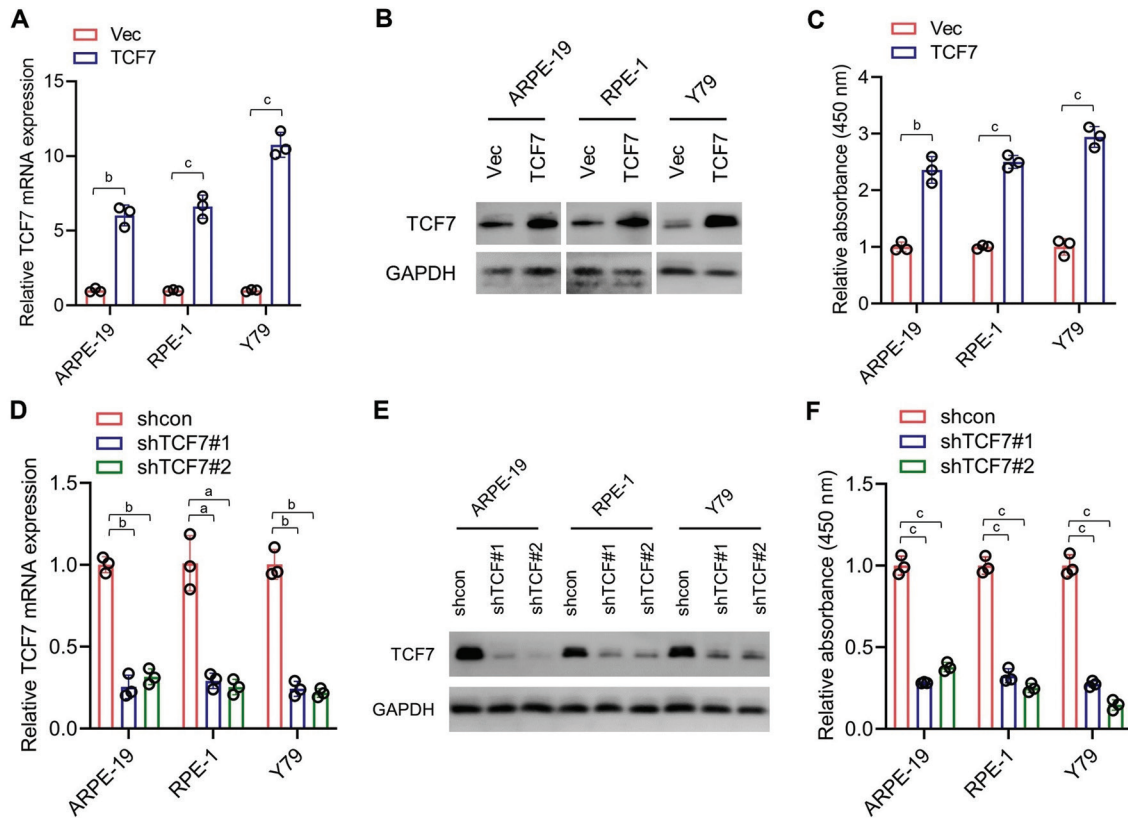 A
Vec
TCF7
Relative TCF7 mRNA expression
15
10
5
0
b
c
c
ARPE-19
RPE-1
Y79
B
ARPE-19
RPE-1
Y79
Vec
TCF7
Vec
TCF7
Vec
TCF7
TCF7
GAPDH
C
Vec
TCF7
Relative absorbance (450 nm)
4
3
2
1
0
b
c
c
ARPE-19
RPE-1
Y79
D
shcon
shTCF7#1
shTCF7#2
Relative TCF7 mRNA expression
1.5
1.0
0.5
0.0
b
b
a
a
b
b
ARPE-19
RPE-1
Y79
E
ARPE-19
RPE-1
Y79
shcon
shTCF#1
shTCF#2
shcon
shTCF#1
shTCF#2
shcon
shTCF#1
shTCF#2
TCF7
GAPDH
F
shcon
shTCF7#1
shTCF7#2
Relative absorbance (450 nm)
1.5
1.0
0.5
0.0
c
c
c
c
c
c
ARPE-19
RPE-1
Y79